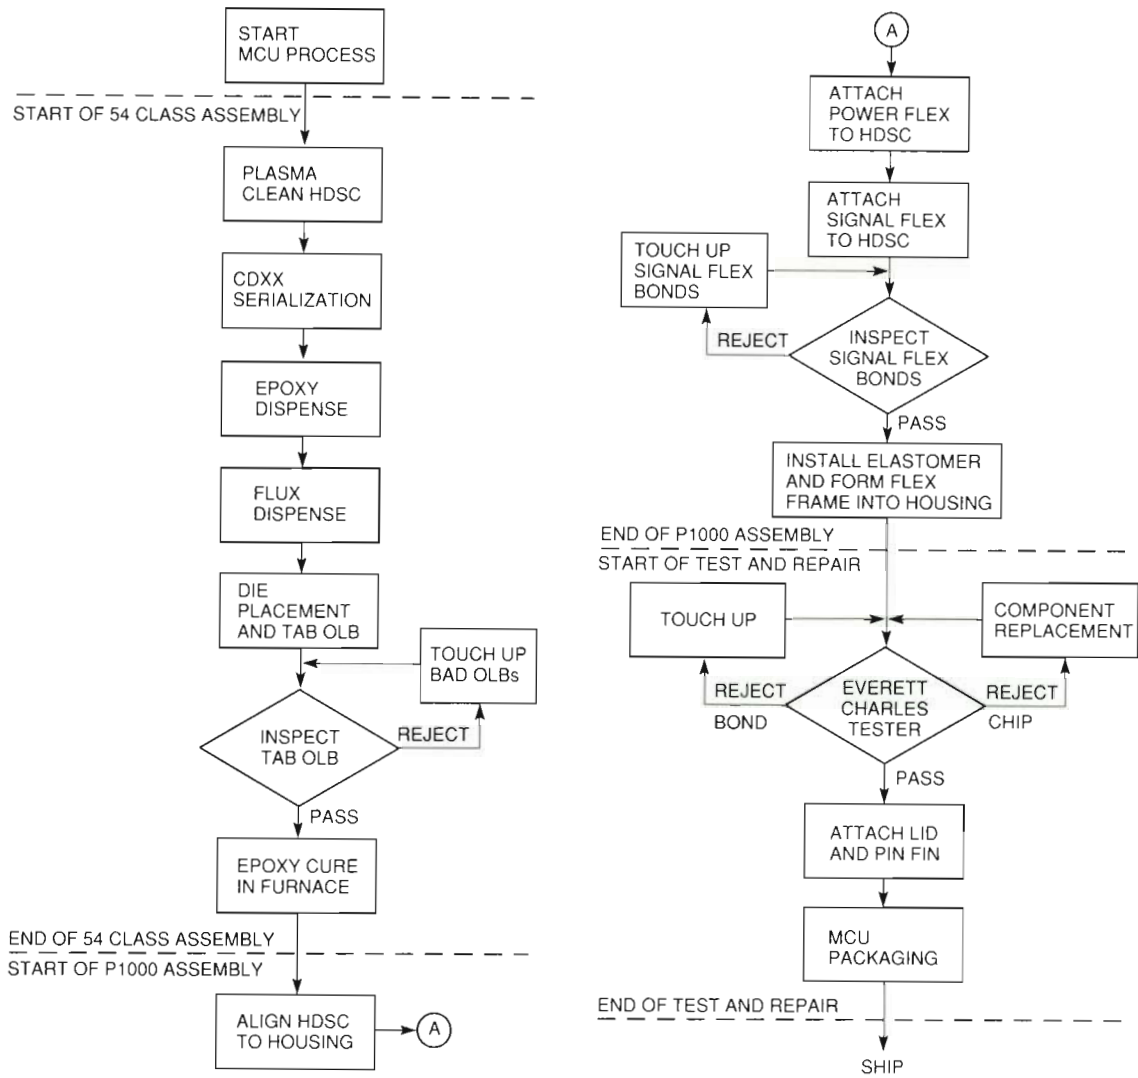 START
MCU PROCESS
START OF 54 CLASS ASSEMBLY
PLASMA
CLEAN HDSC
CDXX
SERIALIZATION
EPOXY
DISPENSE
FLUX
DISPENSE
DIE
PLACEMENT
AND TAB OLB
TOUCH UP
BAD OLBs
INSPECT
TAB OLB
REJECT
PASS
EPOXY CURE
IN FURNACE
END OF 54 CLASS ASSEMBLY
START OF P1000 ASSEMBLY
ALIGN HDSC
TO HOUSING
A
A
ATTACH
POWER FLEX
TO HDSC
ATTACH
SIGNAL FLEX
TO HDSC
TOUCH UP
SIGNAL FLEX
BONDS
REJECT
INSPECT
SIGNAL FLEX
BONDS
PASS
INSTALL ELASTOMER
AND FORM FLEX
FRAME INTO HOUSING
END OF P1000 ASSEMBLY
START OF TEST AND REPAIR
TOUCH UP
COMPONENT
REPLACEMENT
REJECT
BOND
EVERETT
CHARLES
TESTER
REJECT
CHIP
PASS
ATTACH LID
AND PIN FIN
MCU
PACKAGING
END OF TEST AND REPAIR
SHIP